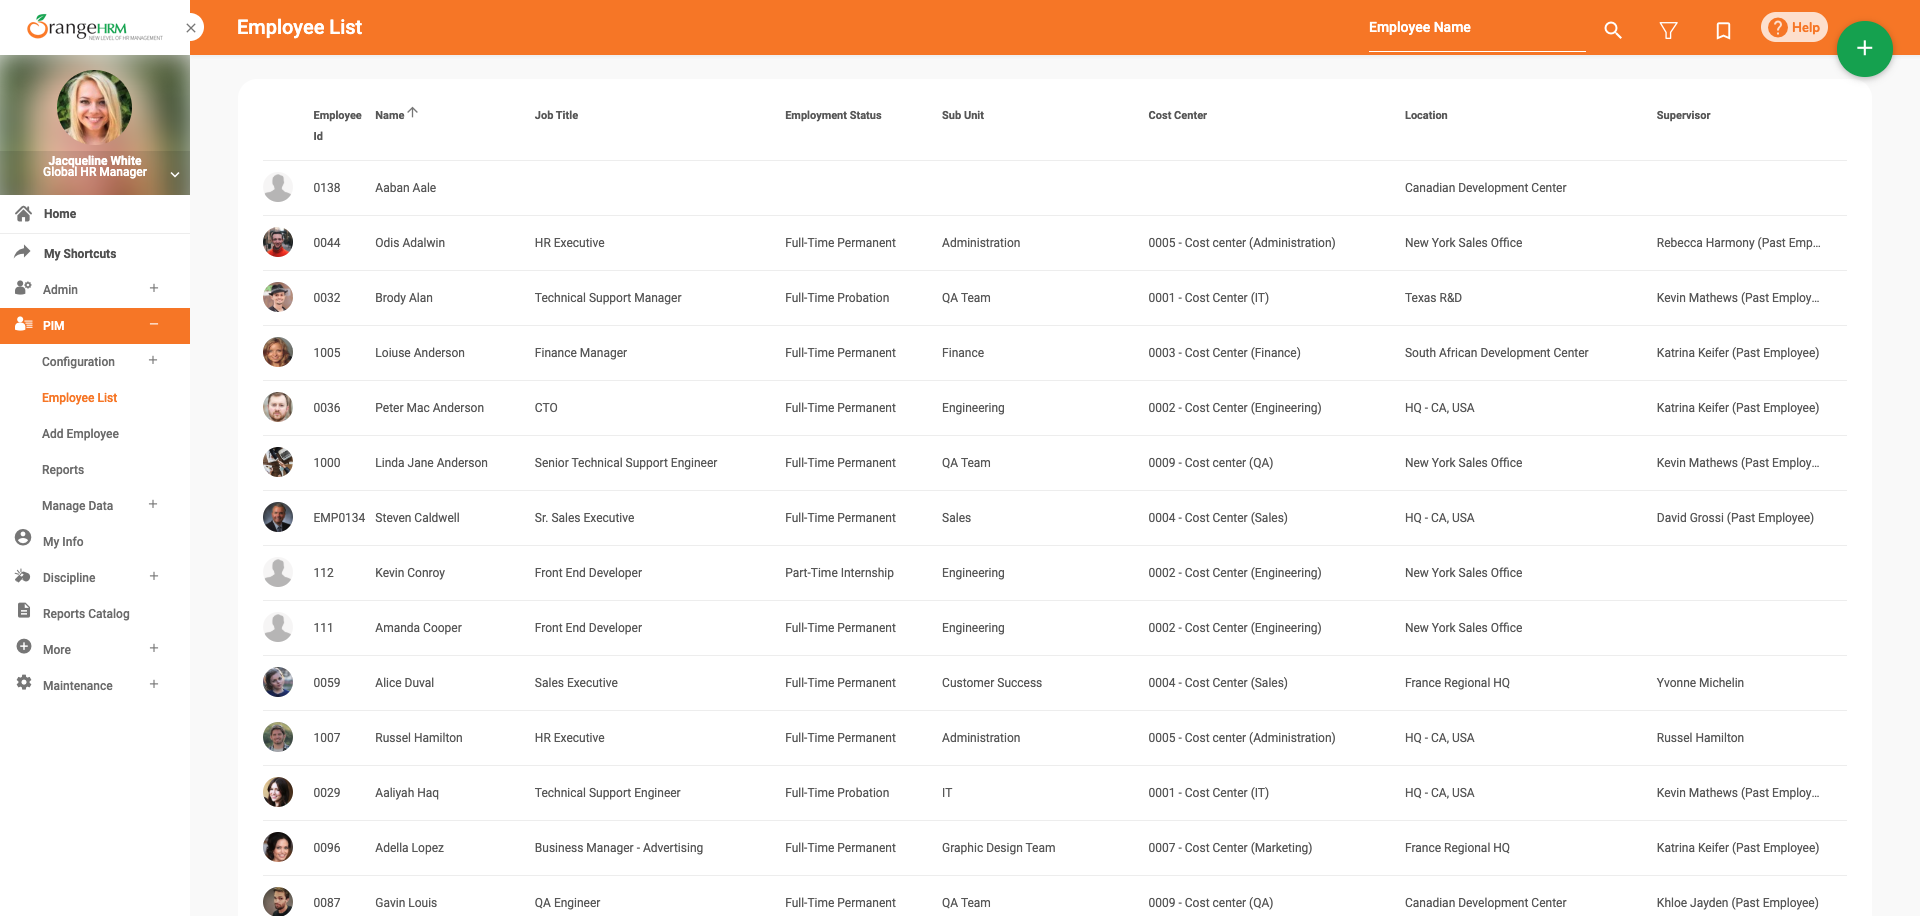 OrangeHRM
NEW LEVEL OF HR MANAGEMENT
Employee List
Employee Name
? Help
Jacqueline White
Global HR Manager
Home
My Shortcuts
Admin
PIM
Configuration
Employee List
Add Employee
Reports
Manage Data
My Info
Discipline
Reports Catalog
More
Maintenance
Employee Id Name Job Title Employment Status Sub Unit Cost Center Location Supervisor
0138 Aaban Aale Canadian Development Center
0044 Odis Adalwin HR Executive Full-Time Permanent Administration 0005 - Cost center (Administration) New York Sales Office Rebecca Harmony (Past Emp...
0032 Brody Alan Technical Support Manager Full-Time Probation QA Team 0001 - Cost Center (IT) Texas R&D Kevin Mathews (Past Employ...
1005 Loiuse Anderson Finance Manager Full-Time Permanent Finance 0003 - Cost Center (Finance) South African Development Center Katrina Keifer (Past Employee)
0036 Peter Mac Anderson CTO Full-Time Permanent Engineering 0002 - Cost Center (Engineering) HQ - CA, USA Katrina Keifer (Past Employee)
1000 Linda Jane Anderson Senior Technical Support Engineer Full-Time Permanent QA Team 0009 - Cost center (QA) New York Sales Office Kevin Mathews (Past Employ...
EMP0134 Steven Caldwell Sr. Sales Executive Full-Time Permanent Sales 0004 - Cost Center (Sales) HQ - CA, USA David Grossi (Past Employee)
112 Kevin Conroy Front End Developer Part-Time Internship Engineering 0002 - Cost Center (Engineering) New York Sales Office
111 Amanda Cooper Front End Developer Full-Time Permanent Engineering 0002 - Cost Center (Engineering) New York Sales Office
0059 Alice Duval Sales Executive Full-Time Permanent Customer Success 0004 - Cost Center (Sales) France Regional HQ Yvonne Michelin
1007 Russel Hamilton HR Executive Full-Time Permanent Administration 0005 - Cost center (Administration) HQ - CA, USA Russel Hamilton
0029 Aaliyah Haq Technical Support Engineer Full-Time Probation IT 0001 - Cost Center (IT) HQ - CA, USA Kevin Mathews (Past Employ...
0096 Adella Lopez Business Manager - Advertising Full-Time Permanent Graphic Design Team 0007 - Cost Center (Marketing) France Regional HQ Katrina Keifer (Past Employee)
0087 Gavin Louis QA Engineer Full-Time Permanent QA Team 0009 - Cost center (QA) Canadian Development Center Khloe Jayden (Past Employee)